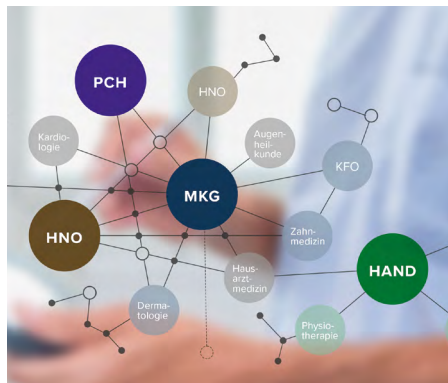 PCH
HNO
Kardio-
logie
Augen-
heil-
kunde
KFO
MKG
HNO
Zahn-
medizin
Haus-
arzt-
medizin
HAND
Derma-
tologie
Physio-
therapie